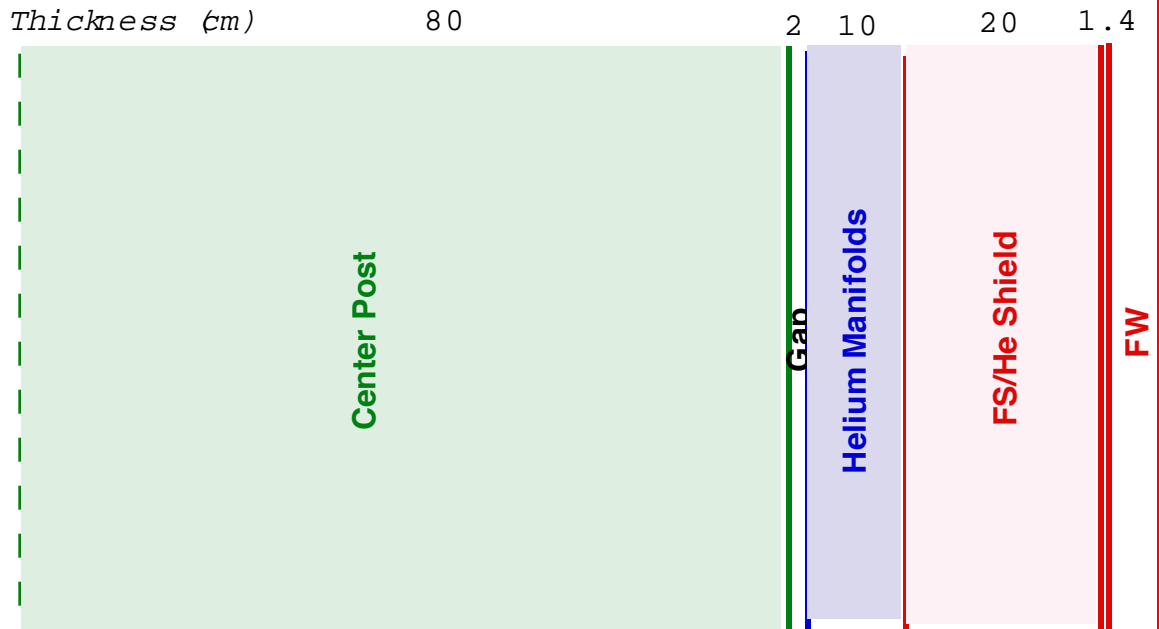 Thickness (cm) 80 2 10 20 1.4
Center Post
Gap
Helium Manifolds
FS/He Shield
FW